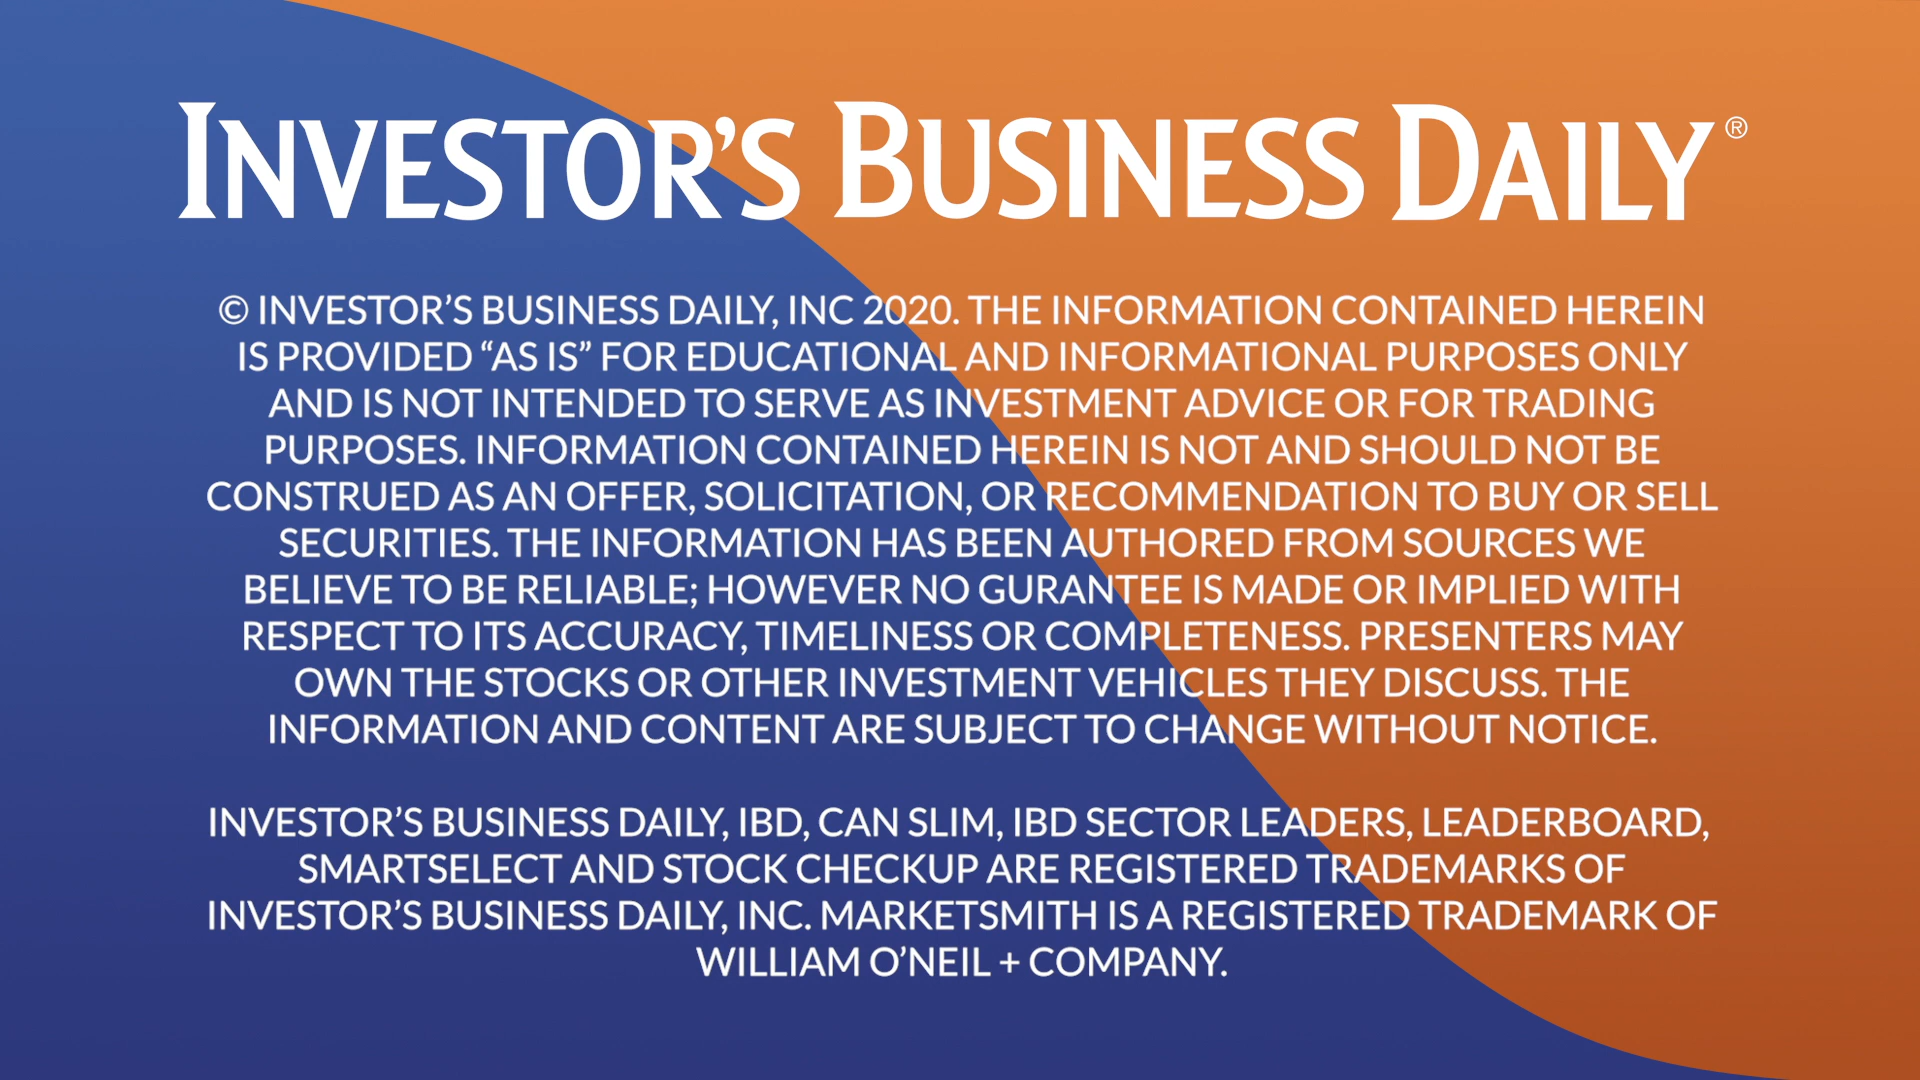 INVESTOR'S BUSINESS DAILY®
© INVESTOR'S BUSINESS DAILY, INC 2020. THE INFORMATION CONTAINED HEREIN
IS PROVIDED “AS IS” FOR EDUCATIONAL AND INFORMATIONAL PURPOSES ONLY
AND IS NOT INTENDED TO SERVE AS INVESTMENT ADVICE OR FOR TRADING
PURPOSES. INFORMATION CONTAINED HEREIN IS NOT AND SHOULD NOT BE
CONSTRUED AS AN OFFER, SOLICITATION, OR RECOMMENDATION TO BUY OR SELL
SECURITIES. THE INFORMATION HAS BEEN AUTHORED FROM SOURCES WE
BELIEVE TO BE RELIABLE; HOWEVER NO GURANTEE IS MADE OR IMPLIED WITH
RESPECT TO ITS ACCURACY, TIMELINESS OR COMPLETENESS. PRESENTERS MAY
OWN THE STOCKS OR OTHER INVESTMENT VEHICLES THEY DISCUSS. THE
INFORMATION AND CONTENT ARE SUBJECT TO CHANGE WITHOUT NOTICE.
INVESTOR'S BUSINESS DAILY, IBD, CAN SLIM, IBD SECTOR LEADERS, LEADERBOARD,
SMARTSELECT AND STOCK CHECKUP ARE REGISTERED TRADEMARKS OF
INVESTOR'S BUSINESS DAILY, INC. MARKETSMITH IS A REGISTERED TRADEMARK OF
WILLIAM O'NEIL + COMPANY.